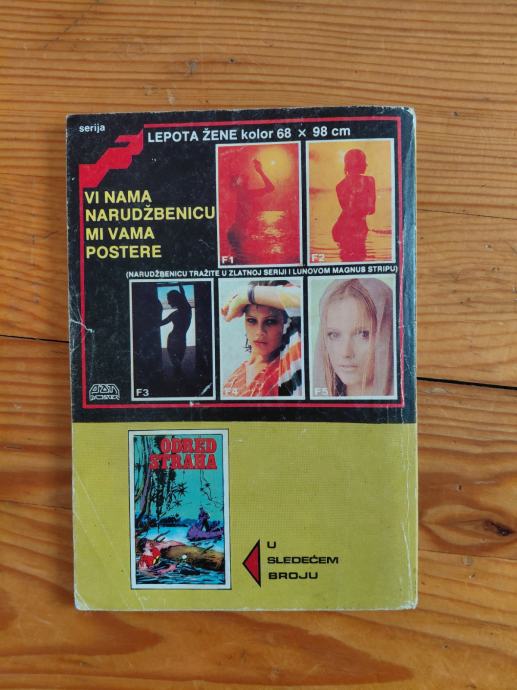 serija
LEPOTA ŽENE kolor 68 × 98 cm
VI NAMA
NARUDŽBENICU
MI VAMA
POSTERE
F1
F2
(NARUDŽBENICU TRAŽITE U ZLATNOJ SERIJI I LUNOVOM MAGNUS STRIPU)
F3
F4
F5
ODRED
STRAHA
U
SLEDEĆEM
BROJU